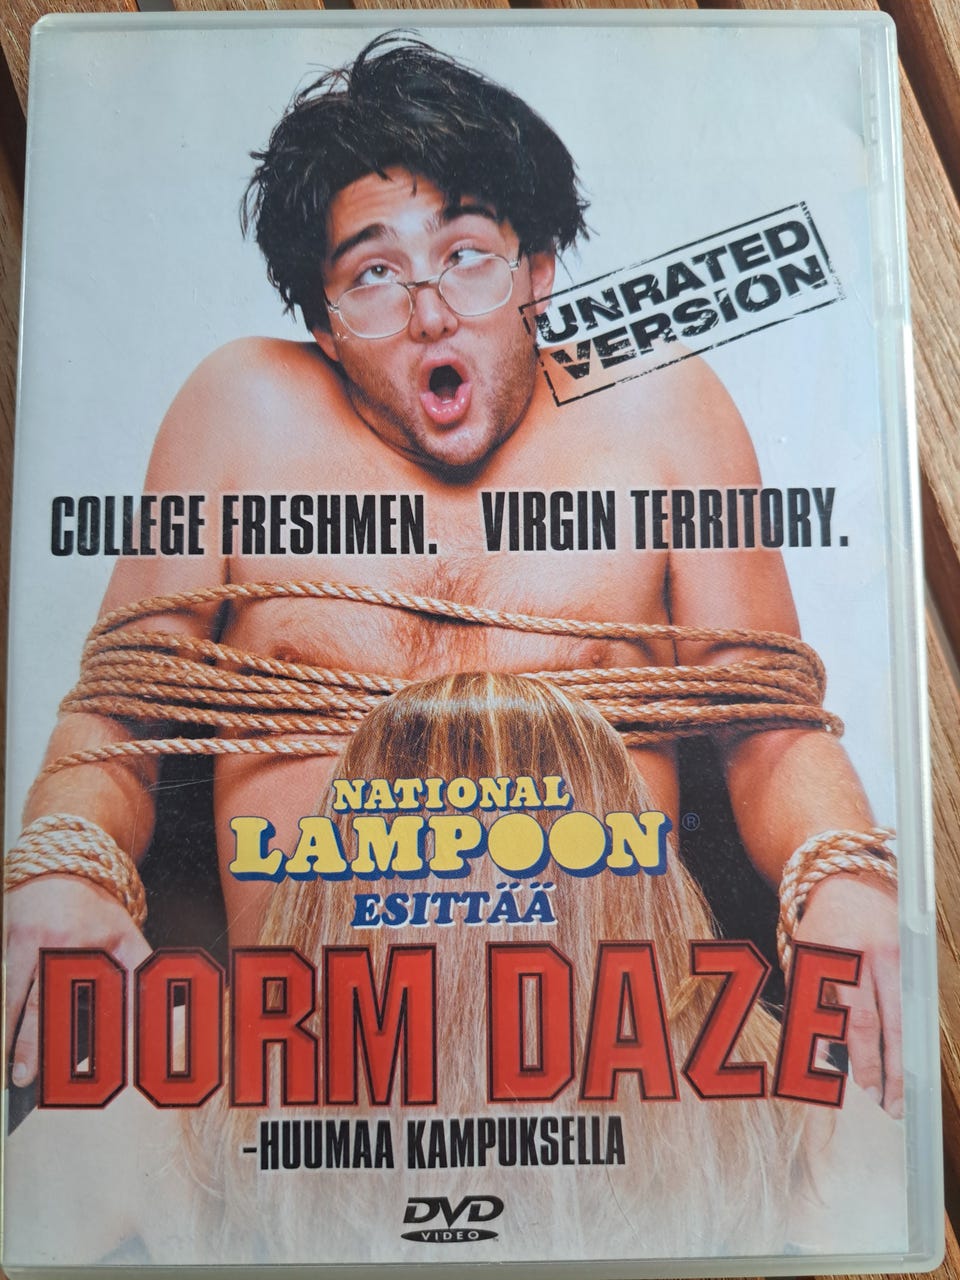 UNRATED
VERSION
COLLEGE FRESHMEN. VIRGIN TERRITORY.
NATIONAL
LAMPOON ®
ESITTÄÄ
DORM DAZE
-HUUMAA KAMPUKSELLA
DVD
VIDEO